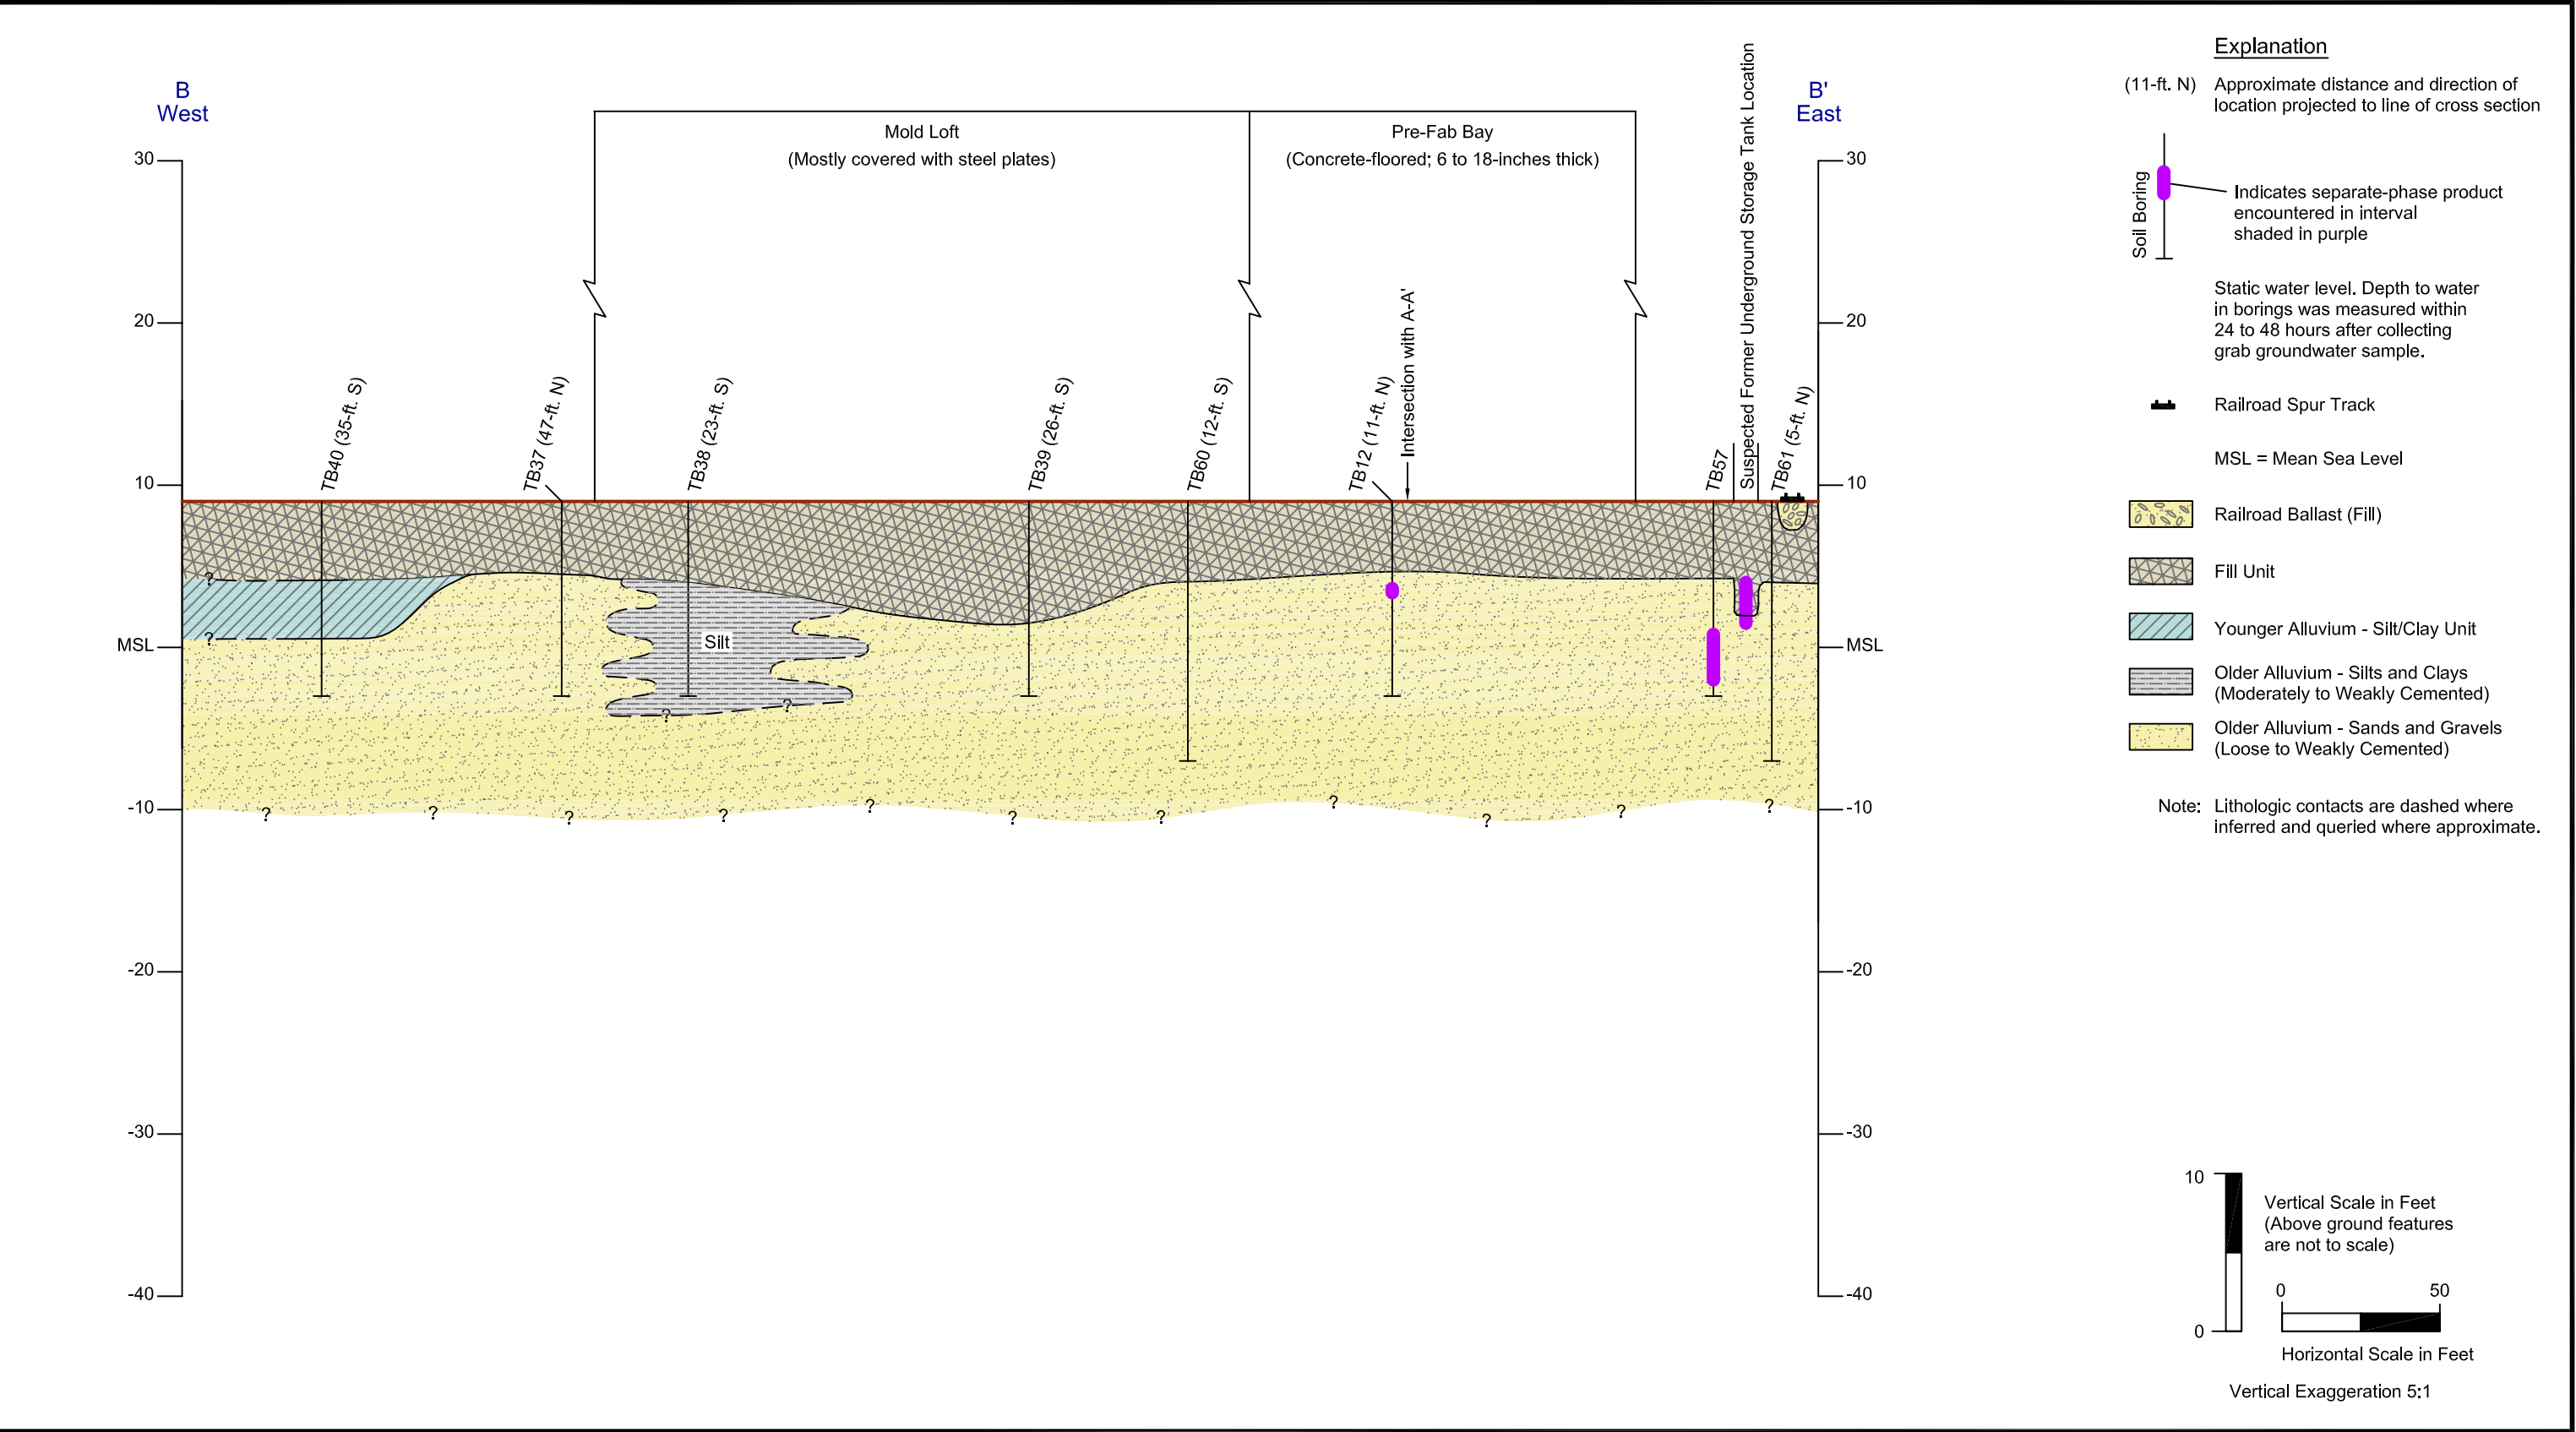 B
West
B'
East
Mold Loft
(Mostly covered with steel plates)
Pre-Fab Bay
(Concrete-floored; 6 to 18-inches thick)
30
20
10
MSL
-10
-20
-30
-40
30
20
10
MSL
-10
-20
-30
-40
TB40 (35-ft. S)
TB37 (47-ft. N)
TB38 (23-ft. S)
TB39 (26-ft. S)
TB60 (12-ft. S)
TB12 (11-ft. N)
Intersection with A-A'
TB57
Suspected Former Underground Storage Tank Location
TB61 (5-ft. N)
?
?
Silt
?
?
?
?
?
?
?
?
?
?
?
?
?
Explanation
(11-ft. N) Approximate distance and direction of
location projected to line of cross section
Soil Boring
Indicates separate-phase product
encountered in interval
shaded in purple
Static water level. Depth to water
in borings was measured within
24 to 48 hours after collecting
grab groundwater sample.
Railroad Spur Track
MSL = Mean Sea Level
Railroad Ballast (Fill)
Fill Unit
Younger Alluvium - Silt/Clay Unit
Older Alluvium - Silts and Clays
(Moderately to Weakly Cemented)
Older Alluvium - Sands and Gravels
(Loose to Weakly Cemented)
Note: Lithologic contacts are dashed where
inferred and queried where approximate.
10
0
Vertical Scale in Feet
(Above ground features
are not to scale)
0 50
Horizontal Scale in Feet
Vertical Exaggeration 5:1